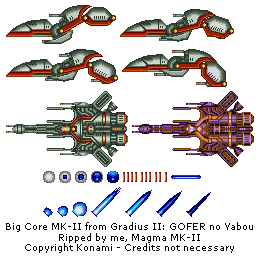 Big Core MK-II from Gradius II: GOFER no Yabou
Ripped by me, Magma MK-II
Copyright Konami - Credits not necessary